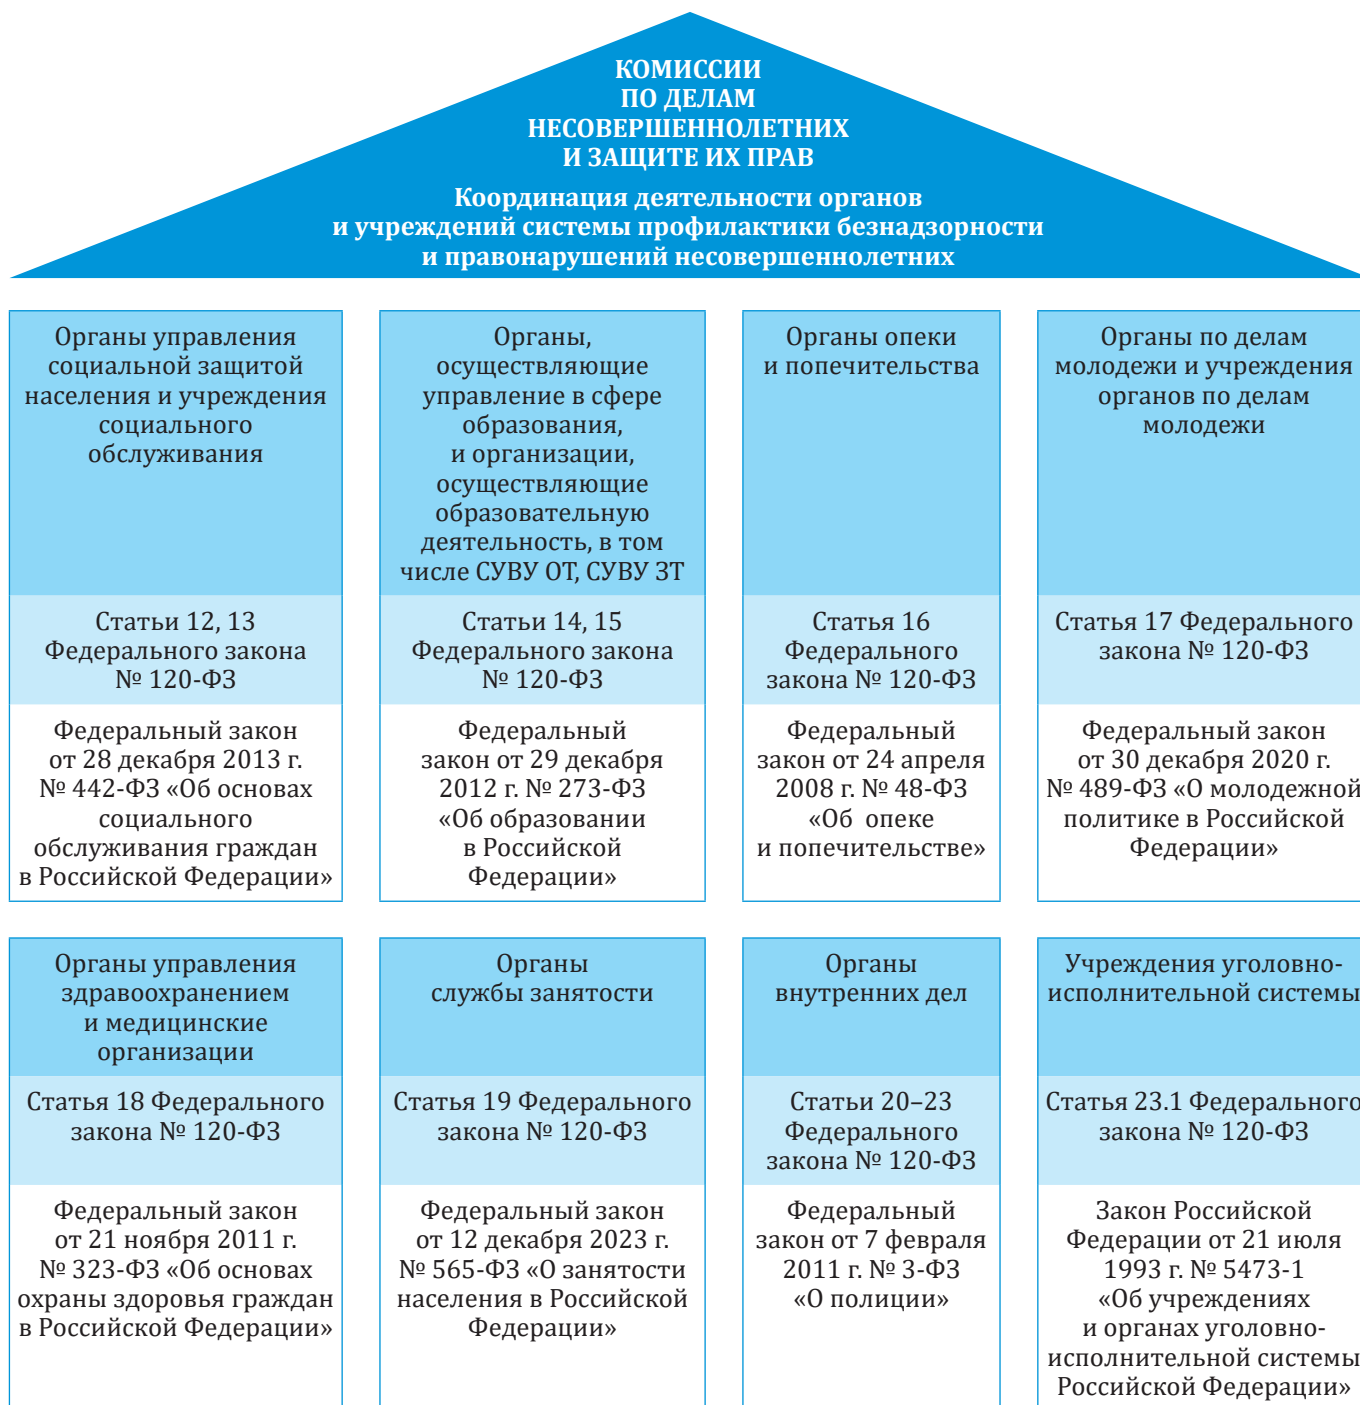 КОМИССИИ
ПО ДЕЛАМ
НЕСОВЕРШЕННОЛЕТНИХ
И ЗАЩИТЕ ИХ ПРАВ
Координация деятельности органов
и учреждений системы профилактики безнадзорности
и правонарушений несовершеннолетних
Органы управления
социальной защитой
населения и учреждения
социального
обслуживания
Статьи 12, 13
Федерального закона
№ 120-ФЗ
Федеральный закон
от 28 декабря 2013 г.
№ 442-ФЗ «Об основах
социального
обслуживания граждан
в Российской Федерации»
Органы,
осуществляющие
управление в сфере
образования,
и организации,
осуществляющие
образовательную
деятельность, в том
числе СУВУ ОТ, СУВУ ЗТ
Статьи 14, 15
Федерального закона
№ 120-ФЗ
Федеральный
закон от 29 декабря
2012 г. № 273-ФЗ
«Об образовании
в Российской
Федерации»
Органы опеки
и попечительства
Статья 16
Федерального
закона № 120-ФЗ
Федеральный
закон от 24 апреля
2008 г. № 48-ФЗ
«Об опеке
и попечительстве»
Органы по делам
молодежи и учреждения
органов по делам
молодежи
Статья 17 Федерального
закона № 120-ФЗ
Федеральный закон
от 30 декабря 2020 г.
№ 489-ФЗ «О молодежной
политике в Российской
Федерации»
Органы управления
здравоохранением
и медицинские
организации
Статья 18 Федерального
закона № 120-ФЗ
Федеральный закон
от 21 ноября 2011 г.
№ 323-ФЗ «Об основах
охраны здоровья граждан
в Российской Федерации»
Органы
службы занятости
Статья 19 Федерального
закона № 120-ФЗ
Федеральный закон
от 12 декабря 2023 г.
№ 565-ФЗ «О занятости
населения в Российской
Федерации»
Органы
внутренних дел
Статьи 20–23
Федерального
закона № 120-ФЗ
Федеральный
закон от 7 февраля
2011 г. № 3-ФЗ
«О полиции»
Учреждения уголовно-
исполнительной системы
Статья 23.1 Федерального
закона № 120-ФЗ
Закон Российской
Федерации от 21 июля
1993 г. № 5473-1
«Об учреждениях
и органах уголовно-
исполнительной системы
Российской Федерации»